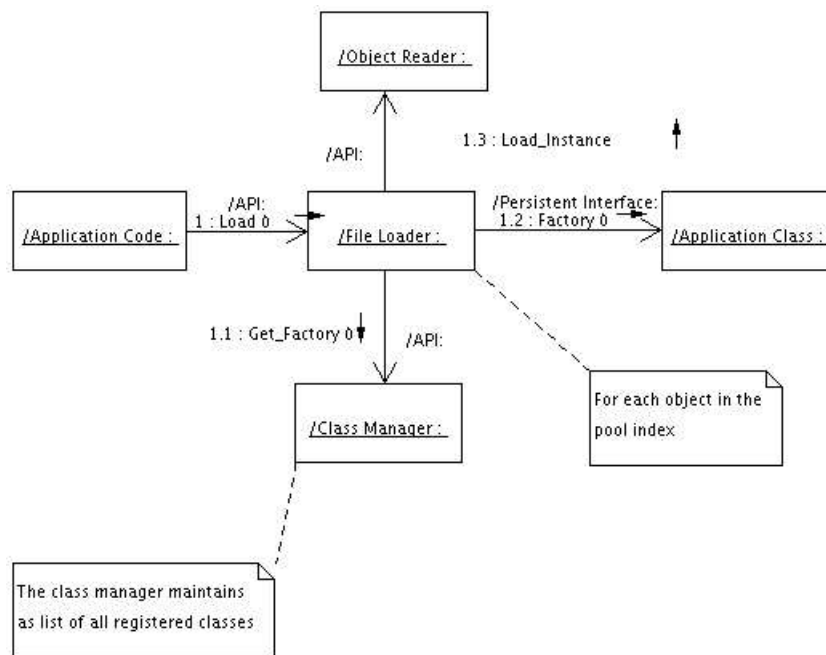 /Object Reader :
1.3 : Load_Instance
/API:
/API:
1 : Load 0
/Persistent Interface:
1.2 : Factory 0
/Application Code :
/File Loader :
/Application Class :
1.1 : Get_Factory 0
/API:
For each object in the
pool index
/Class Manager :
The class manager maintains
as list of all registered classes